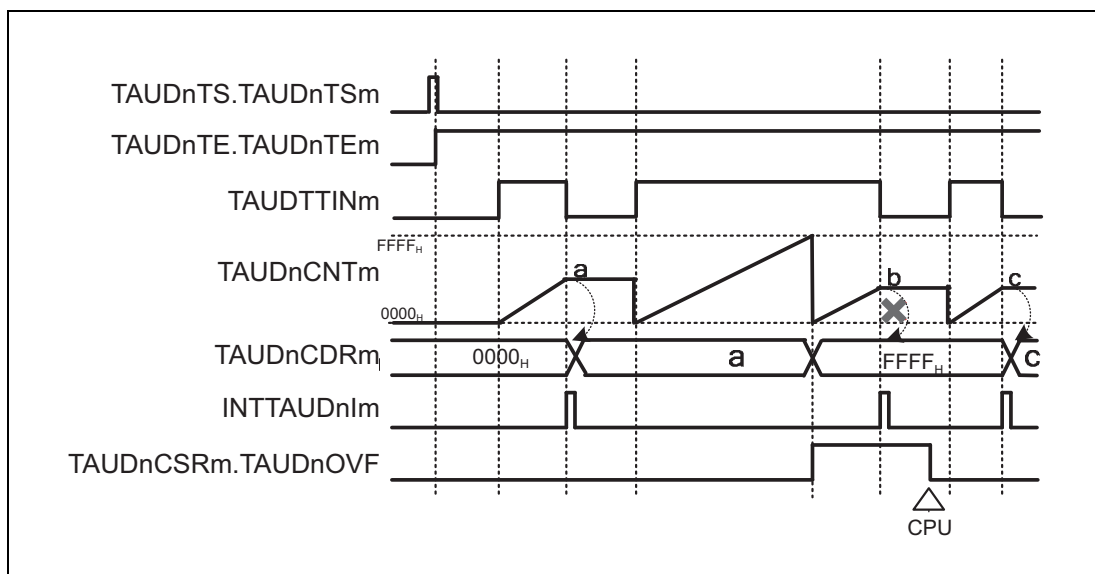 TAUDnTS.TAUDnTSm
TAUDnTE.TAUDnTEm
TAUDTTINm
FFFFH
TAUDnCNTm
a
b
c
0000H
TAUDnCDRm
0000H
a
FFFFH
c
INTTAUDnIm
TAUDnCSRm.TAUDnOVF
CPU